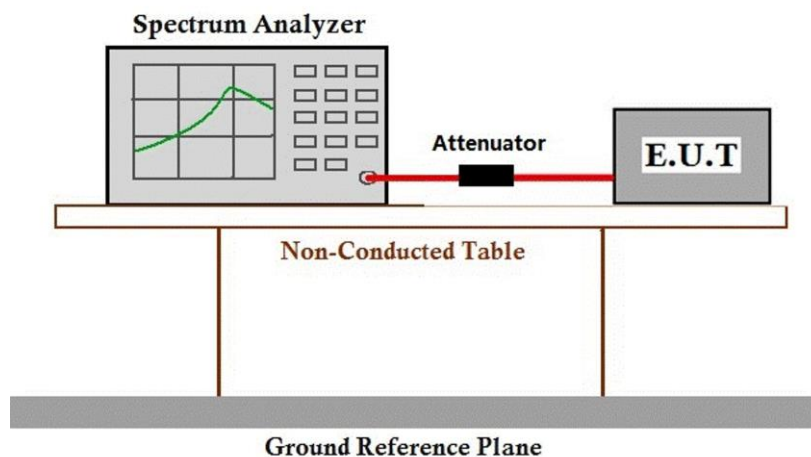 Spectrum Analyzer
Attenuator
E.U.T
Non-Conducted Table
Ground Reference Plane